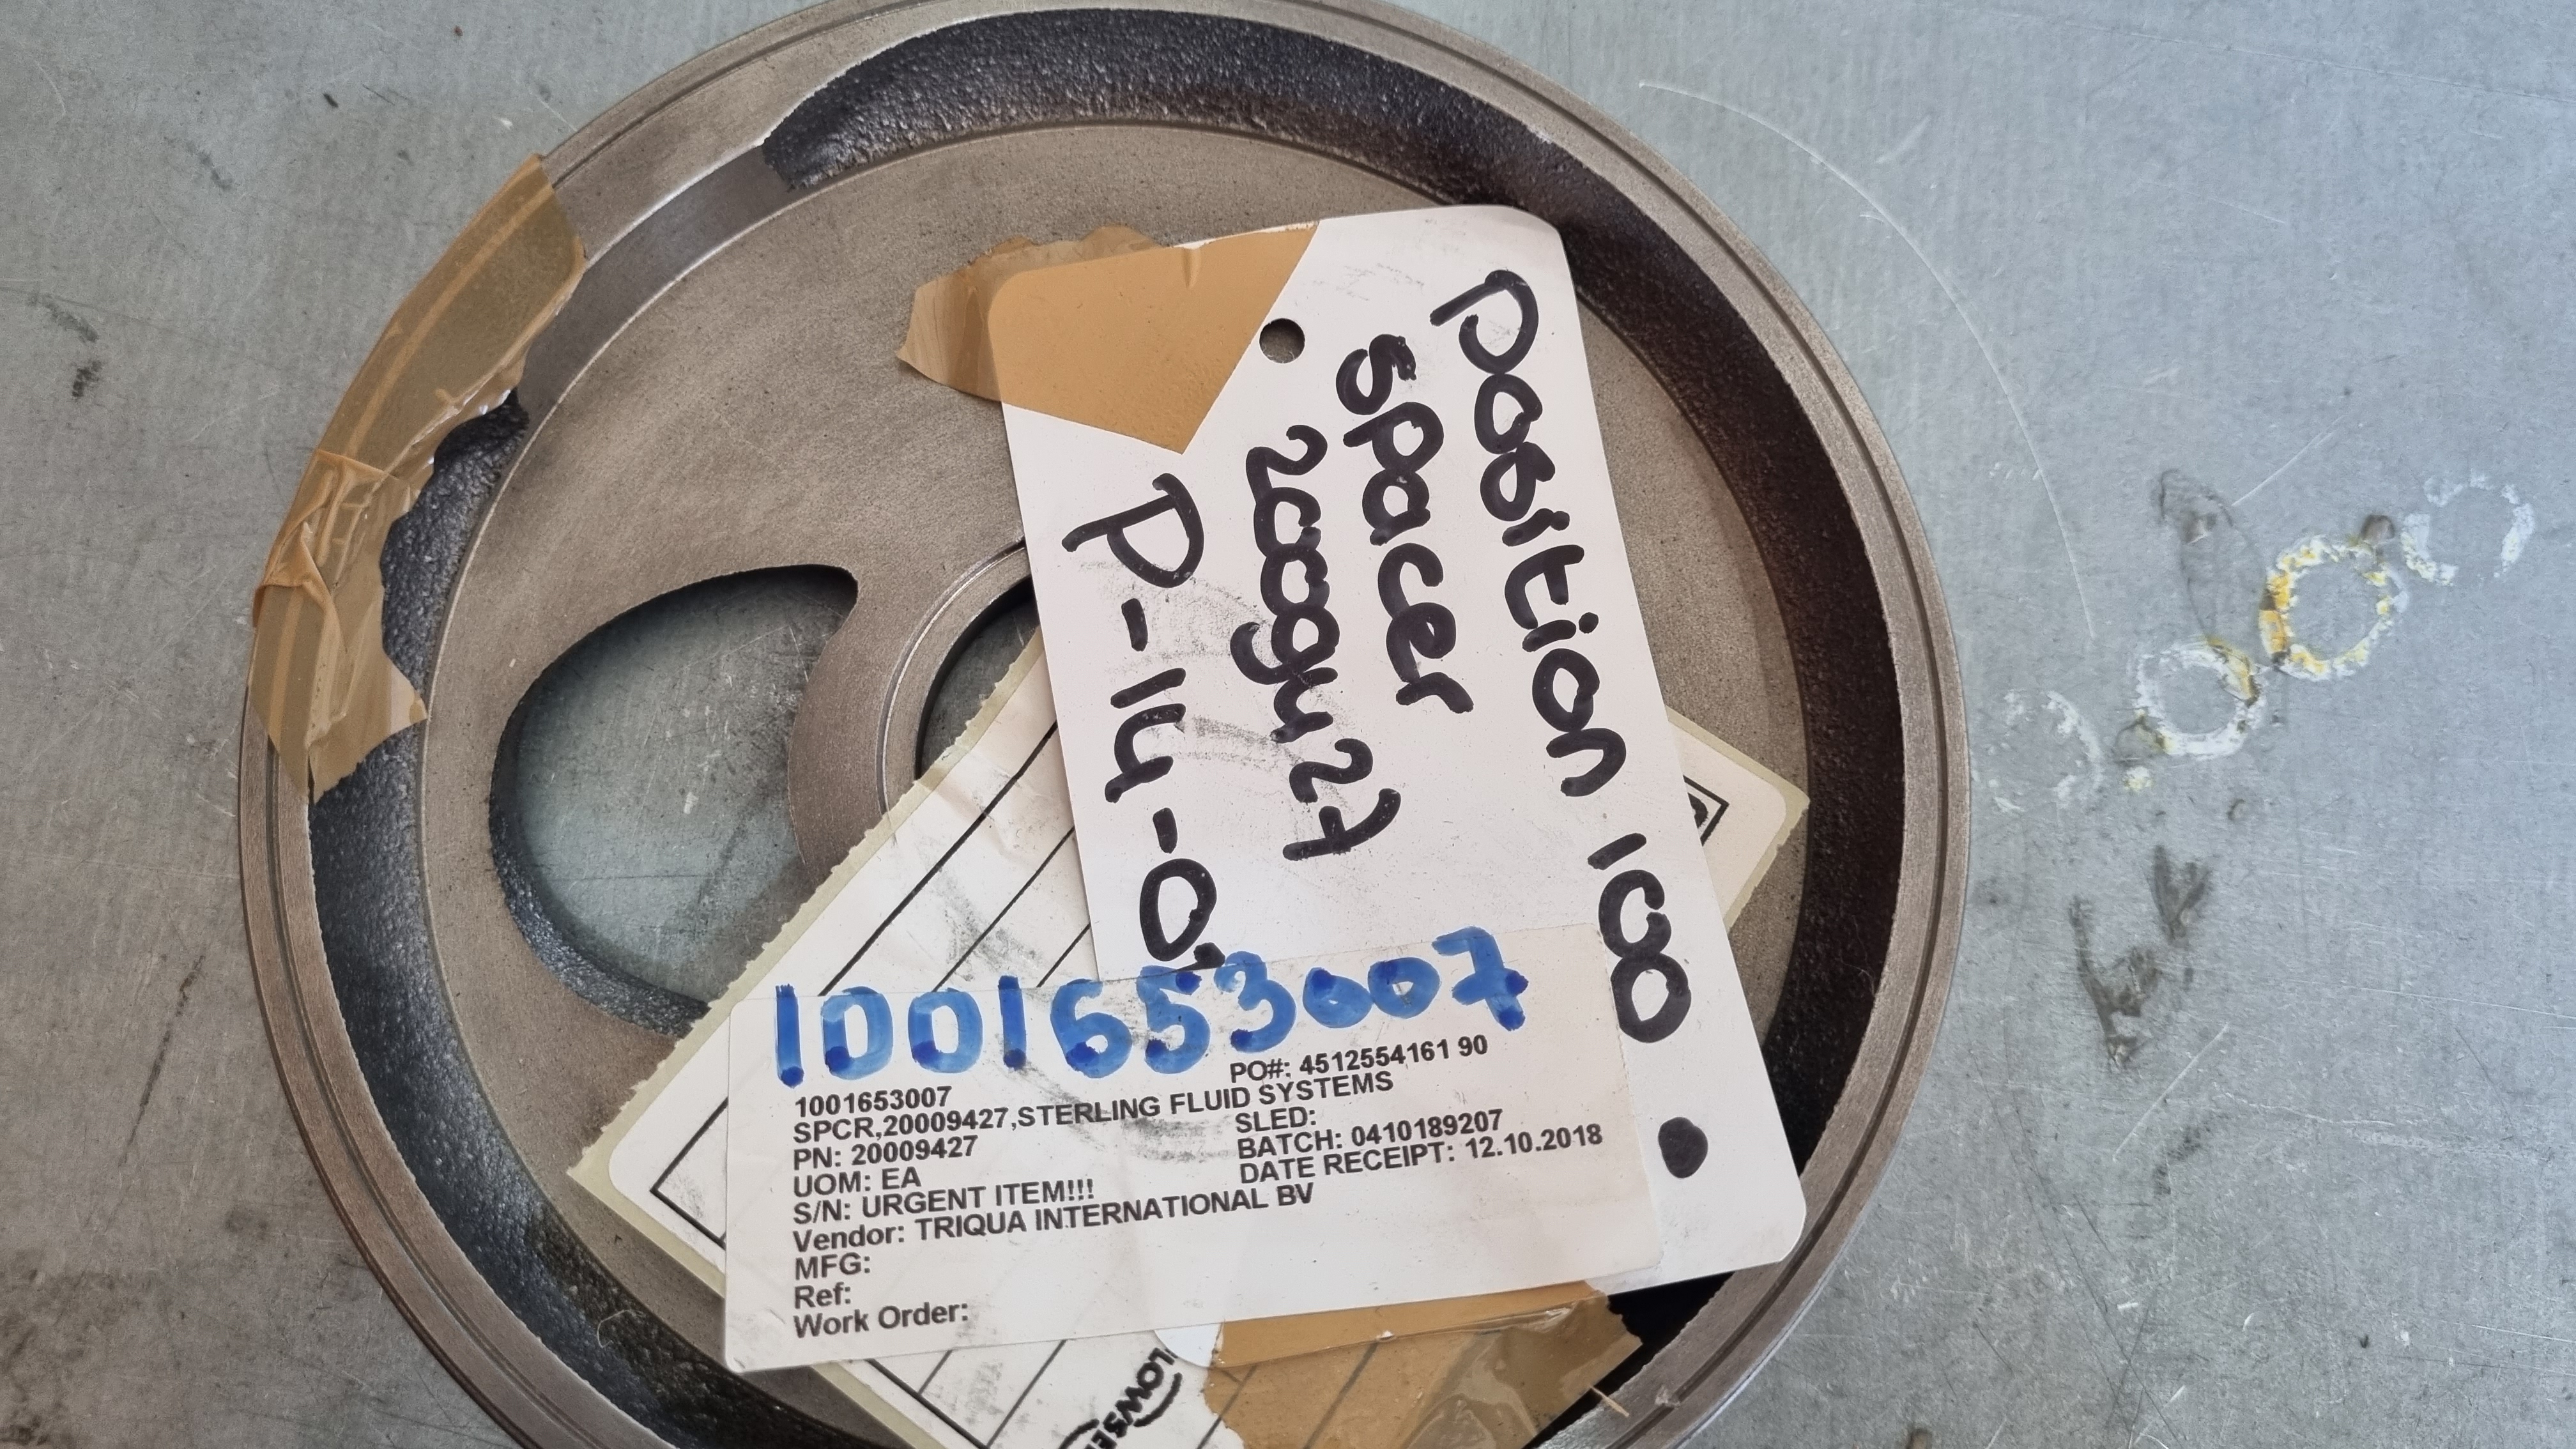 position 100
spacer
20009427
P-114-01
1001653007
PO#: 4512554161 90
1001653007
SPCR,20009427,STERLING FLUID SYSTEMS
SLED:
PN: 20009427
BATCH: 0410189207
UOM: EA
DATE RECEIPT: 12.10.2018
S/N: URGENT ITEM!!!
Vendor: TRIQUA INTERNATIONAL BV
MFG:
Ref:
Work Order: